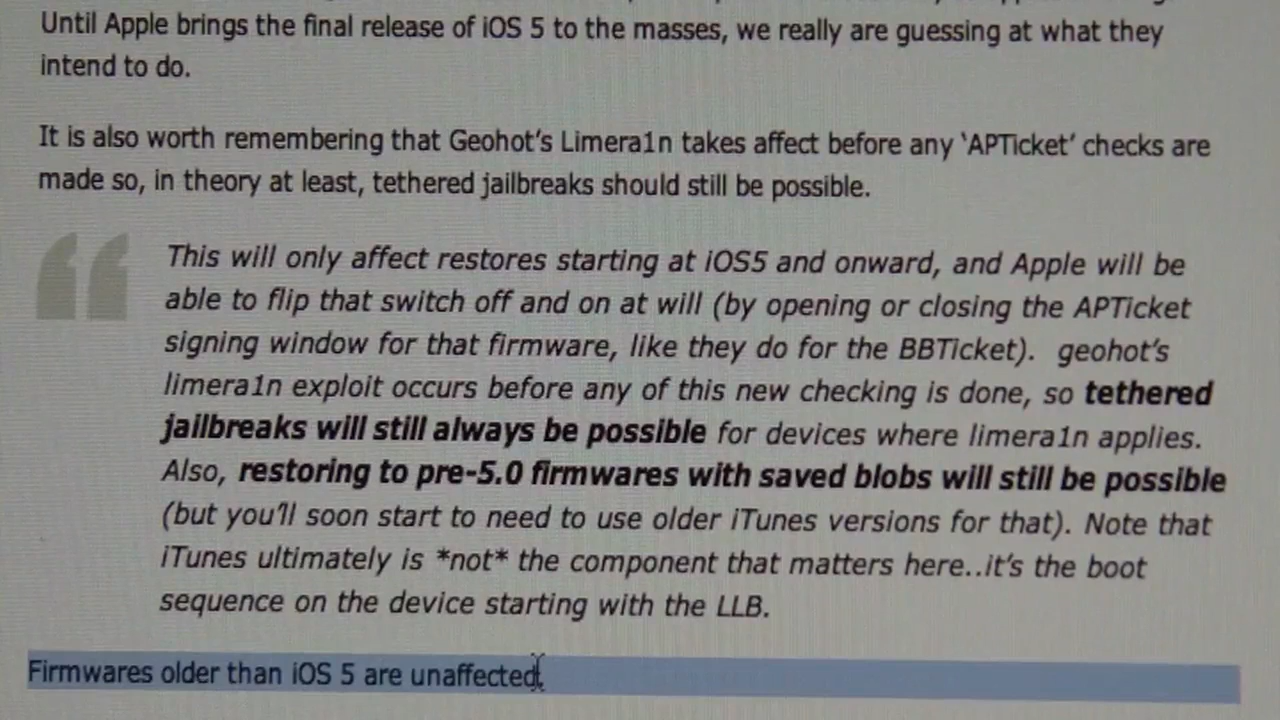 Until Apple brings the final release of iOS 5 to the masses, we really are guessing at what they
intend to do.
It is also worth remembering that Geohot's Limera1n takes affect before any ‘APTicket’ checks are
made so, in theory at least, tethered jailbreaks should still be possible.
This will only affect restores starting at iOS5 and onward, and Apple will be
able to flip that switch off and on at will (by opening or closing the APTicket
signing window for that firmware, like they do for the BBTicket).  geohot's
limera1n exploit occurs before any of this new checking is done, so tethered
jailbreaks will still always be possible for devices where limera1n applies.
Also, restoring to pre-5.0 firmwares with saved blobs will still be possible
(but you'll soon start to need to use older iTunes versions for that). Note that
iTunes ultimately is *not* the component that matters here..it's the boot
sequence on the device starting with the LLB.
Firmwares older than iOS 5 are unaffected.